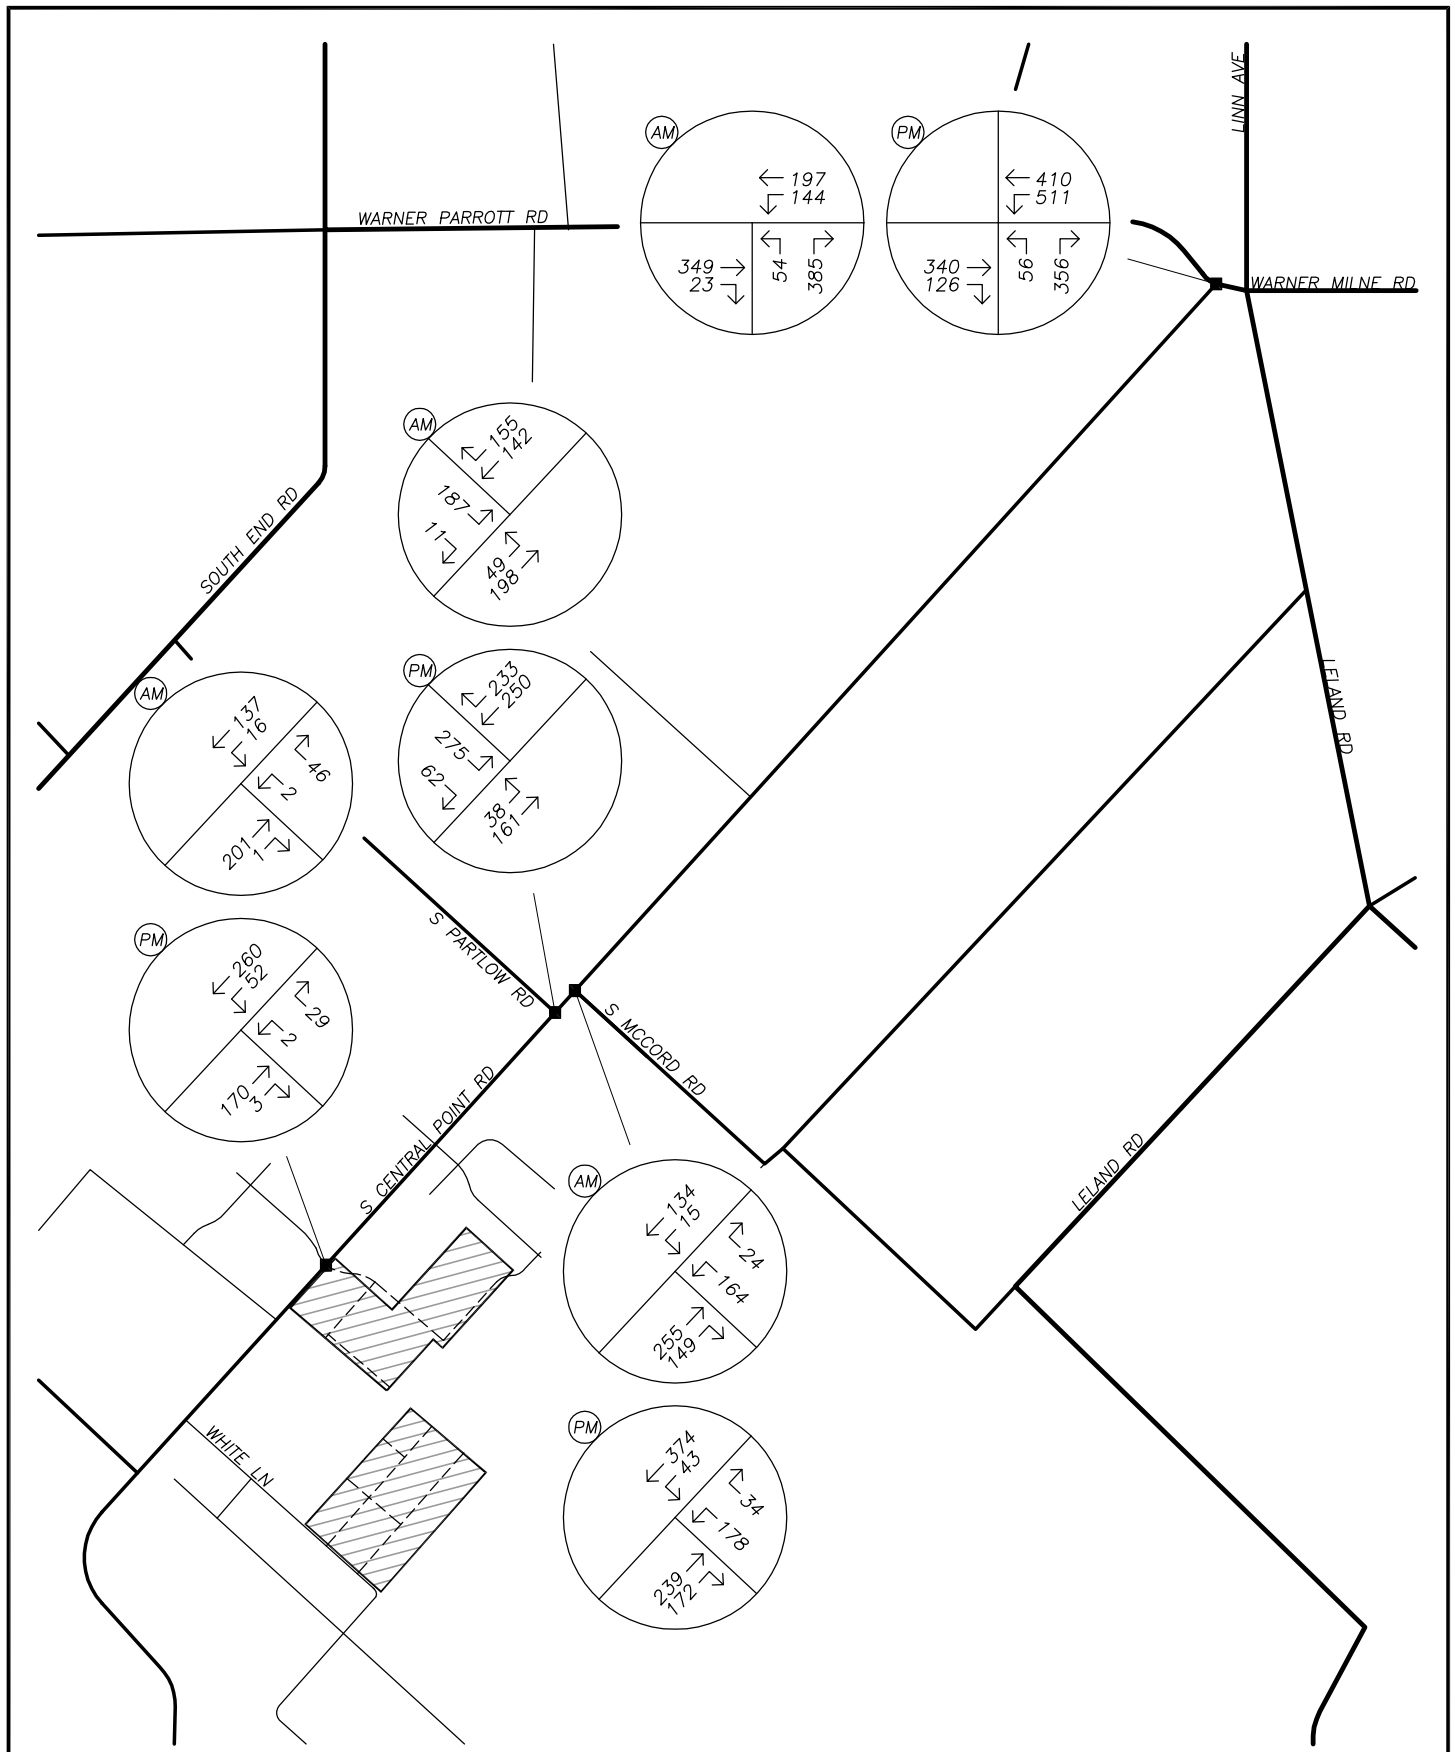 LINN AVE
AM
PM
197
144
349
23
54
385
410
511
340
126
56
356
WARNER PARROTT RD
WARNER MILNE RD
AM
155
142
187
11
49
198
SOUTH END RD
PM
233
250
275
62
38
161
LELAND RD
AM
137
16
46
2
201
1
PM
260
52
29
2
170
3
S PARTLOW RD
S MCCORD RD
S CENTRAL POINT RD
LELAND RD
AM
134
15
24
164
255
149
PM
374
43
34
178
239
172
WHITE LN